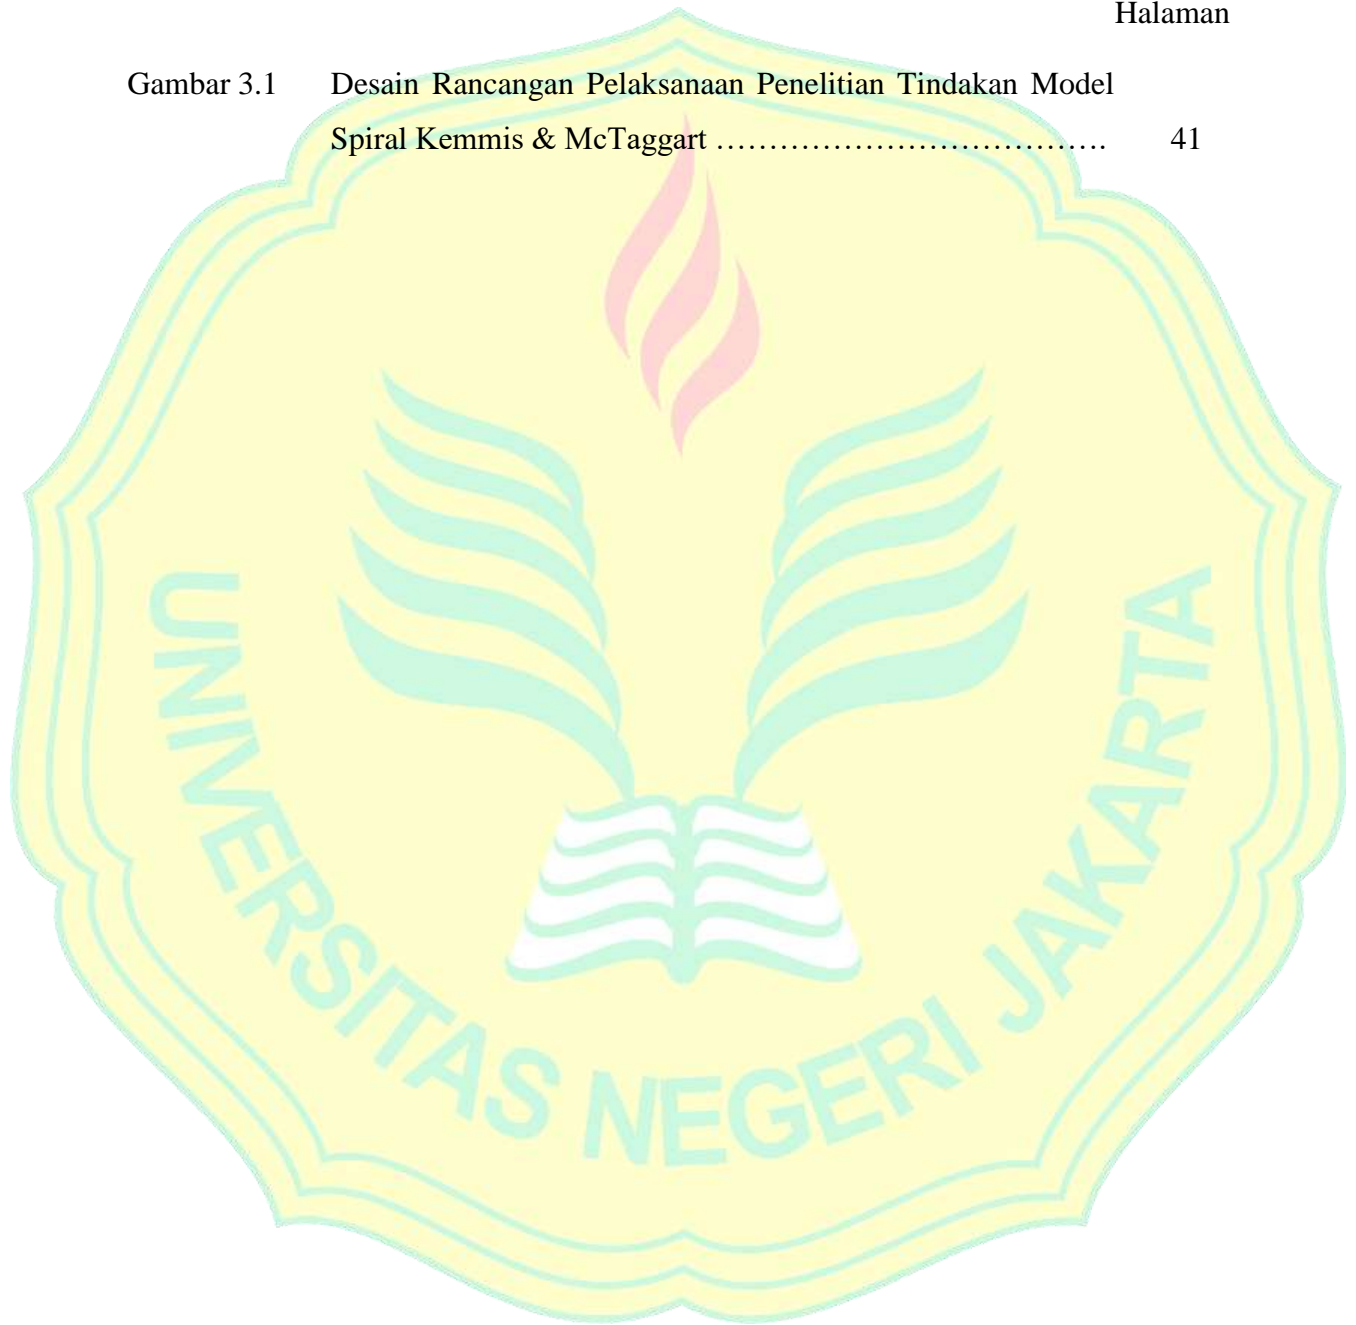 Halaman
Gambar 3.1 Desain Rancangan Pelaksanaan Penelitian Tindakan Model
Spiral Kemmis & McTaggart ………………………………. 41
UNIVERSITAS NEGERI JAKARTA